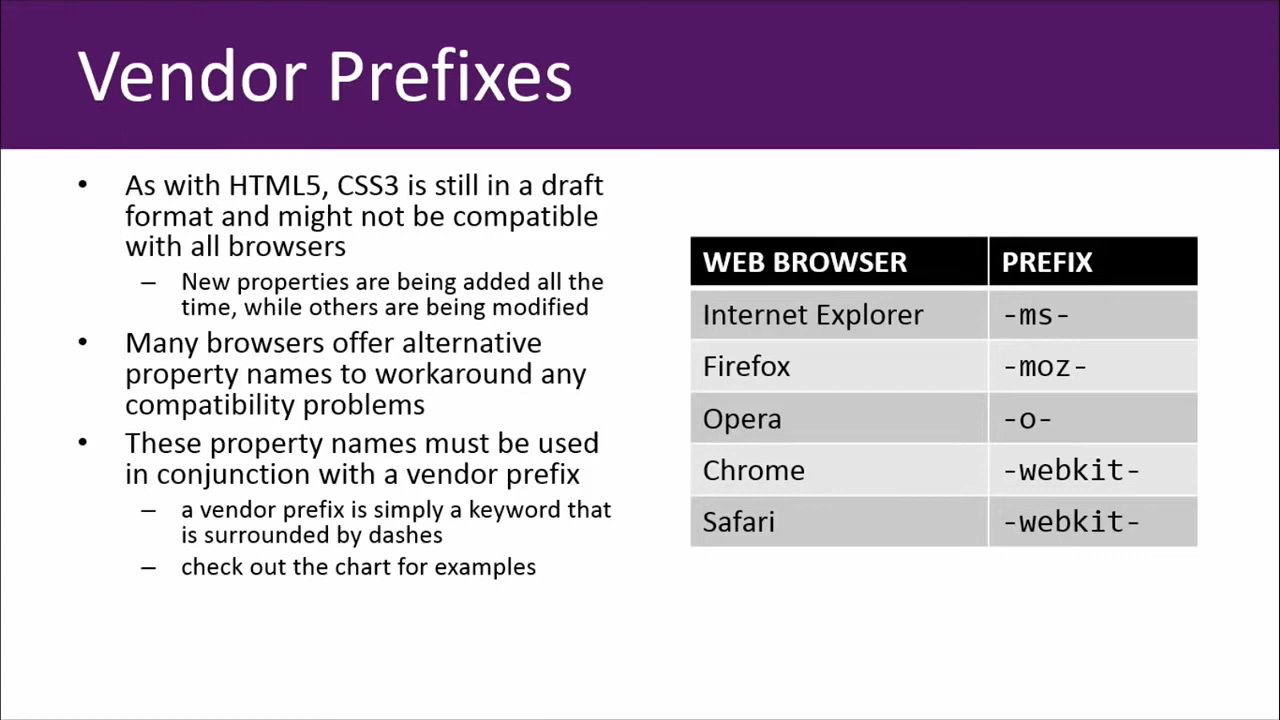 Vendor Prefixes
• As with HTML5, CSS3 is still in a draft
format and might not be compatible
with all browsers
– New properties are being added all the
time, while others are being modified
• Many browsers offer alternative
property names to workaround any
compatibility problems
• These property names must be used
in conjunction with a vendor prefix
– a vendor prefix is simply a keyword that
is surrounded by dashes
– check out the chart for examples
WEB BROWSER PREFIX
Internet Explorer -ms-
Firefox -moz-
Opera -o-
Chrome -webkit-
Safari -webkit-